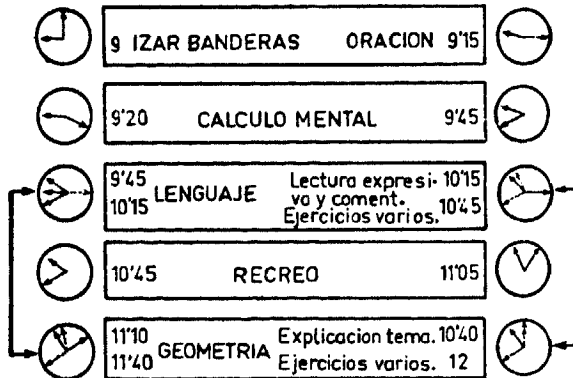 9 IZAR BANDERAS ORACION 9'15
9'20 CALCULO MENTAL 9'45
9'45 LENGUAJE Lectura expresi- 10'15
10'15 va y coment. 10'45
Ejercicios varios.
10'45 RECREO 11'05
11'10 GEOMETRIA Explicacion tema. 10'40
11'40 Ejercicios varios. 12